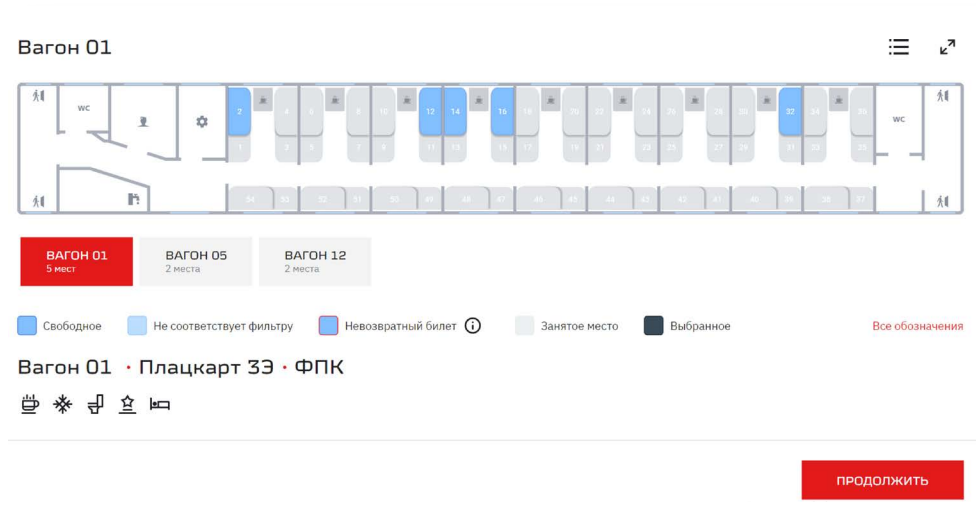 Вагон 01
WC
2 4 6 8 10 12 14 16 18 20 22 24 26 28 30 32 34 36
WC
1 3 5 7 9 11 13 15 17 19 21 23 25 27 29 31 33 35
54 53 52 51 50 49 48 47 46 45 44 43 42 41 40 39 38 37
ВАГОН 01 ВАГОН 05 ВАГОН 12
5 мест 2 места 2 места
Свободное Не соответствует фильтру Невозвратный билет Занятое место Выбранное Все обозначения
Вагон 01 · Плацкарт 3Э · ФПК
ПРОДОЛЖИТЬ